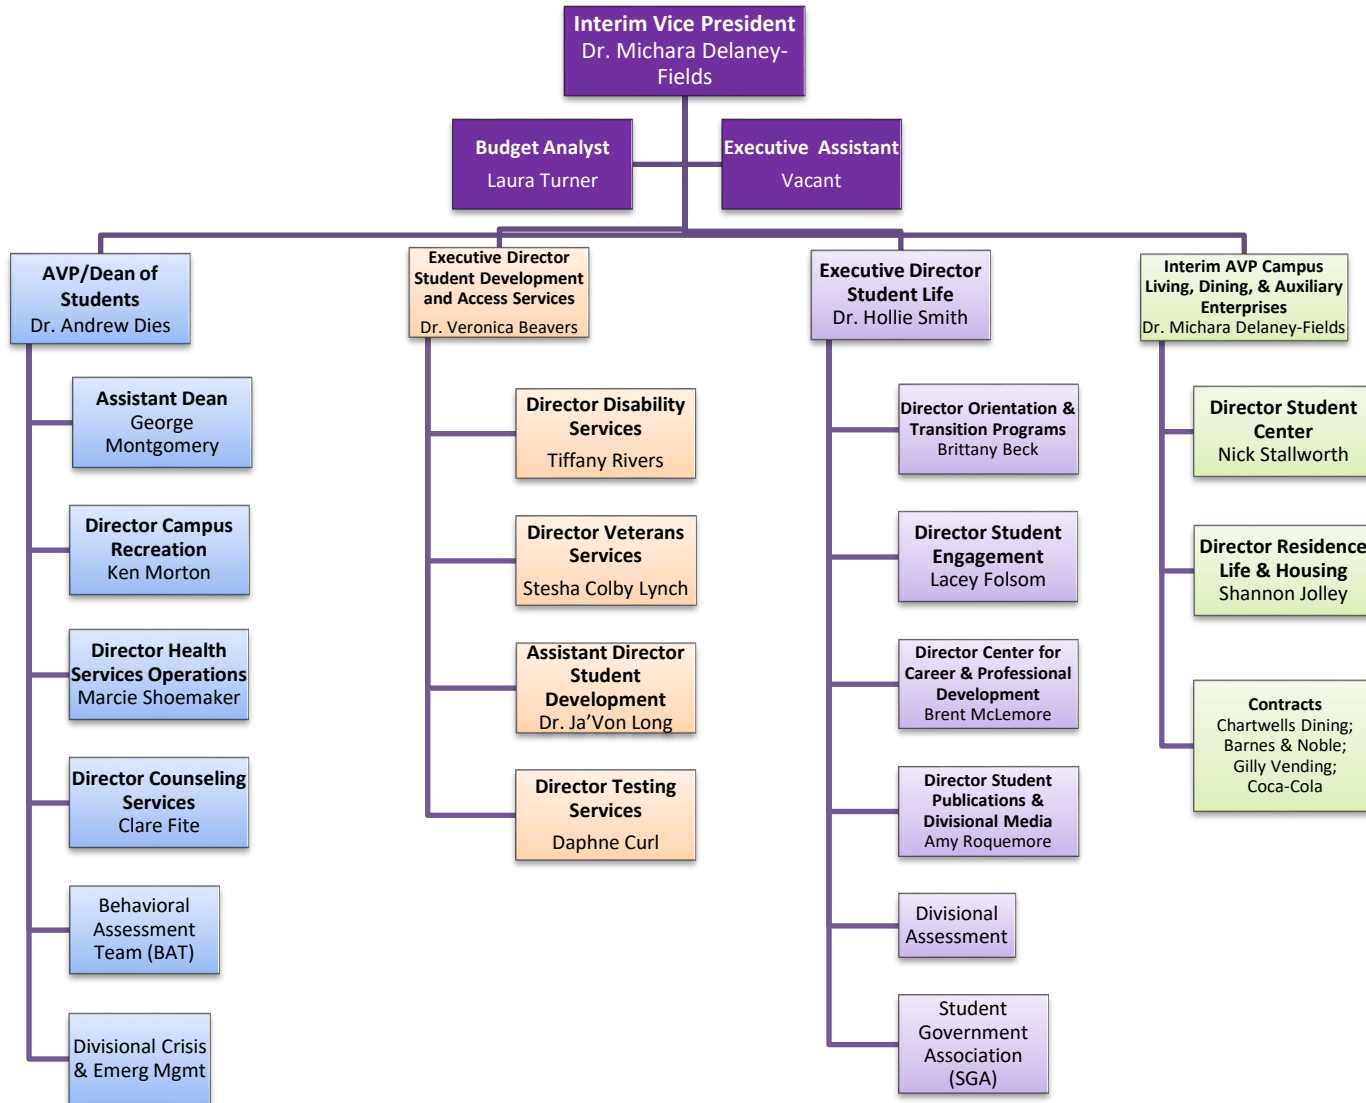 Interim Vice President
Dr. Michara Delaney-
Fields
Budget Analyst
Laura Turner
Executive Assistant
Vacant
AVP/Dean of
Students
Dr. Andrew Dies
Assistant Dean
George
Montgomery
Director Campus
Recreation
Ken Morton
Director Health
Services Operations
Marcie Shoemaker
Director Counseling
Services
Clare Fite
Behavioral
Assessment
Team (BAT)
Divisional Crisis
& Emerg Mgmt
Executive Director
Student Development
and Access Services
Dr. Veronica Beavers
Director Disability
Services
Tiffany Rivers
Director Veterans
Services
Stesha Colby Lynch
Assistant Director
Student
Development
Dr. Ja’Von Long
Director Testing
Services
Daphne Curl
Executive Director
Student Life
Dr. Hollie Smith
Director Orientation &
Transition Programs
Brittany Beck
Director Student
Engagement
Lacey Folsom
Director Center for
Career & Professional
Development
Brent McLemore
Director Student
Publications &
Divisional Media
Amy Roquemore
Divisional
Assessment
Student
Government
Association
(SGA)
Interim AVP Campus
Living, Dining, & Auxiliary
Enterprises
Dr. Michara Delaney-Fields
Director Student
Center
Nick Stallworth
Director Residence
Life & Housing
Shannon Jolley
Contracts
Chartwells Dining;
Barnes & Noble;
Gilly Vending;
Coca-Cola